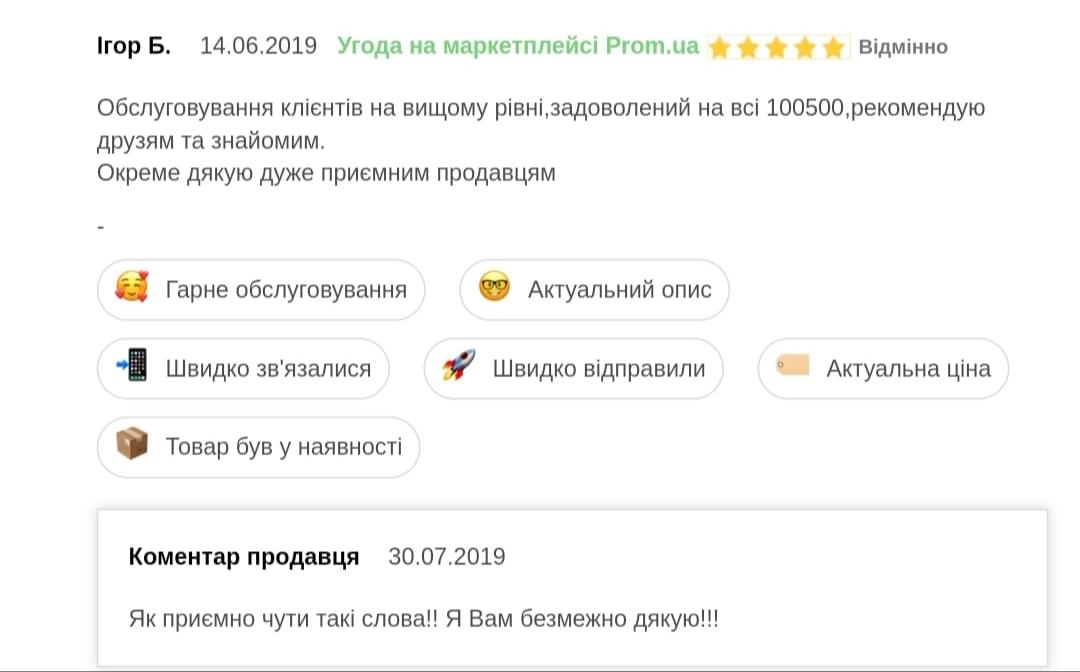 Ігор Б. 14.06.2019 Угода на маркетплейсі Prom.ua Відмінно
Обслуговування клієнтів на вищому рівні,задоволений на всі 100500,рекомендую
друзям та знайомим.
Окреме дякую дуже приємним продавцям
-
Гарне обслуговування Актуальний опис
Швидко зв'язалися Швидко відправили Актуальна ціна
Товар був у наявності
Коментар продавця 30.07.2019
Як приємно чути такі слова!! Я Вам безмежно дякую!!!